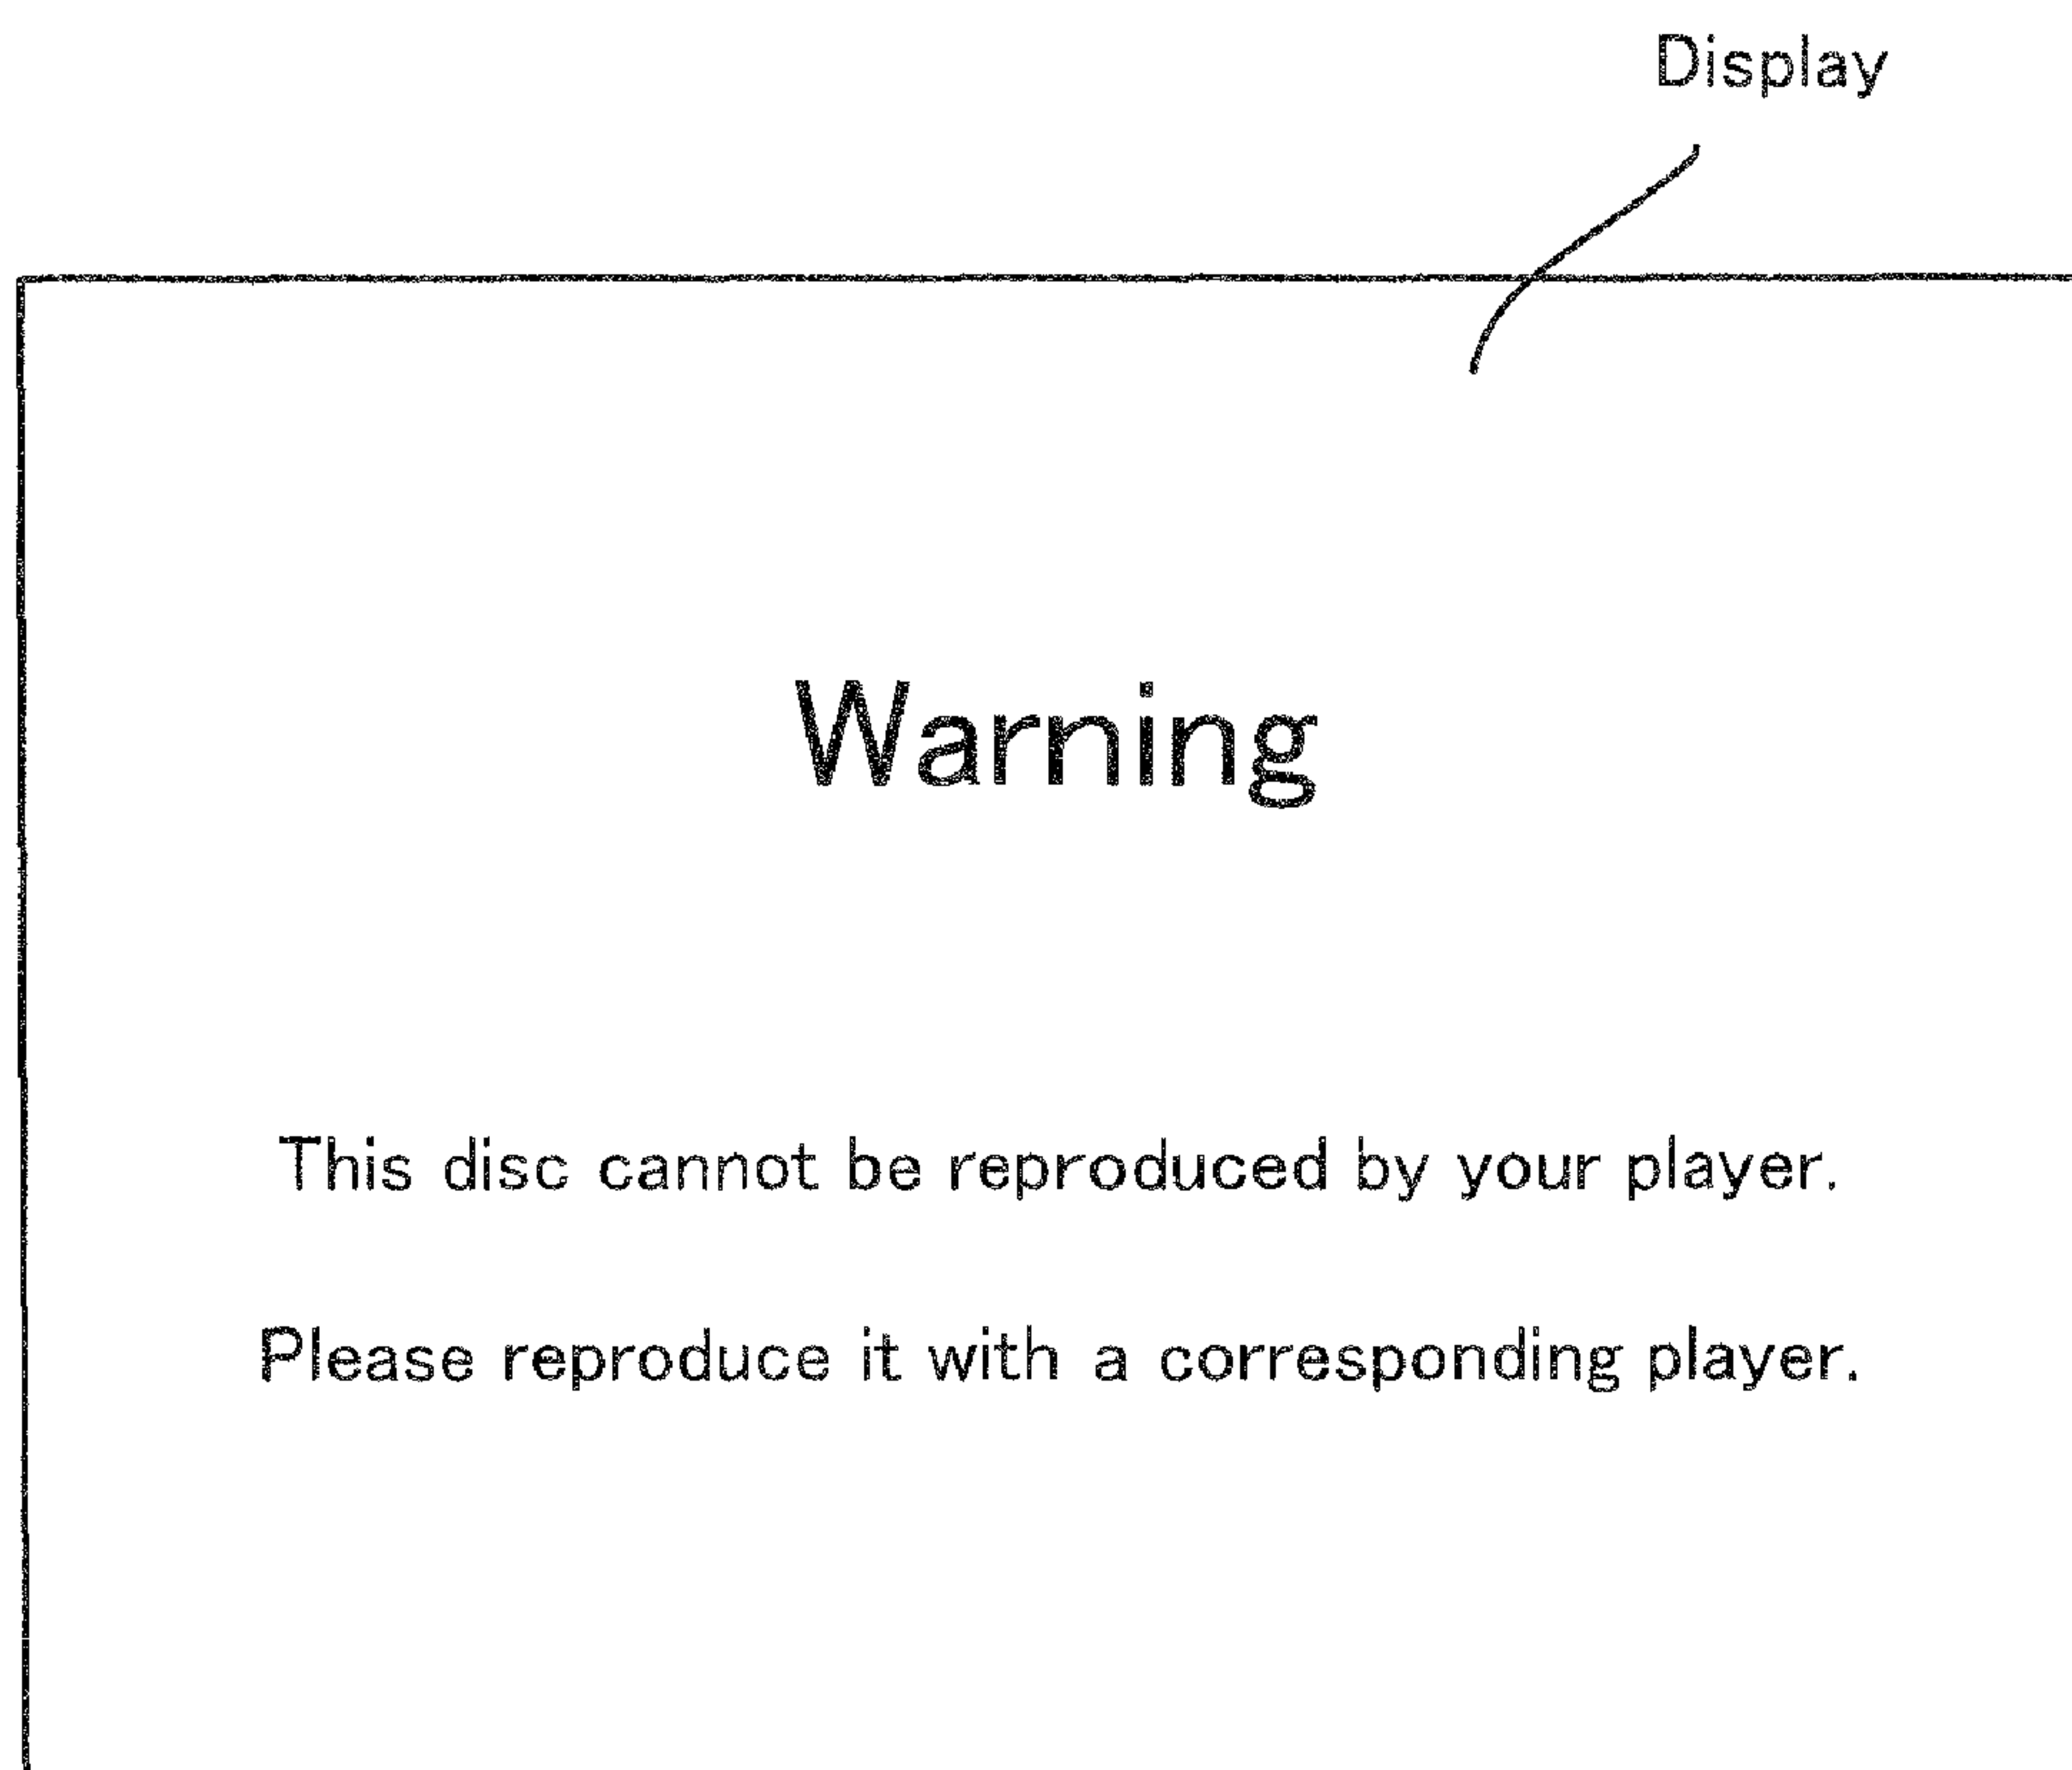 Display
Warning
This disc cannot be reproduced by your player.
Please reproduce it with a corresponding player.